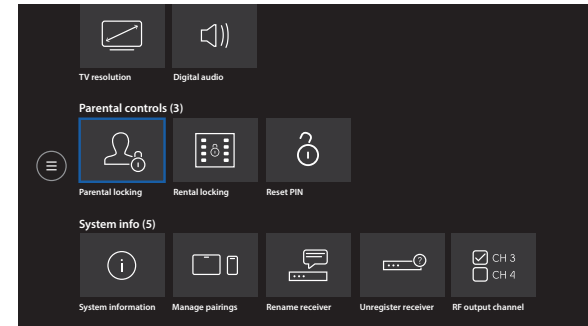 TV resolution Digital audio
Parental controls (3)
Parental locking Rental locking Reset PIN
System info (5)
CH 3
CH 4
System information Manage pairings Rename receiver Unregister receiver RF output channel